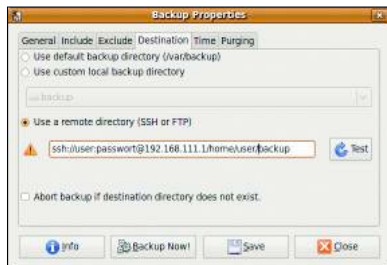 Backup Properties
General Include Exclude Destination Time Purging
Use default backup directory (/var/backup)
Use custom local backup directory
backup
Use a remote directory (SSH or FTP)
ssh://user:passwort@192.168.111.1/home/user/backup
Test
Abort backup if destination directory does not exist.
Info
Backup Now!
Save
Close